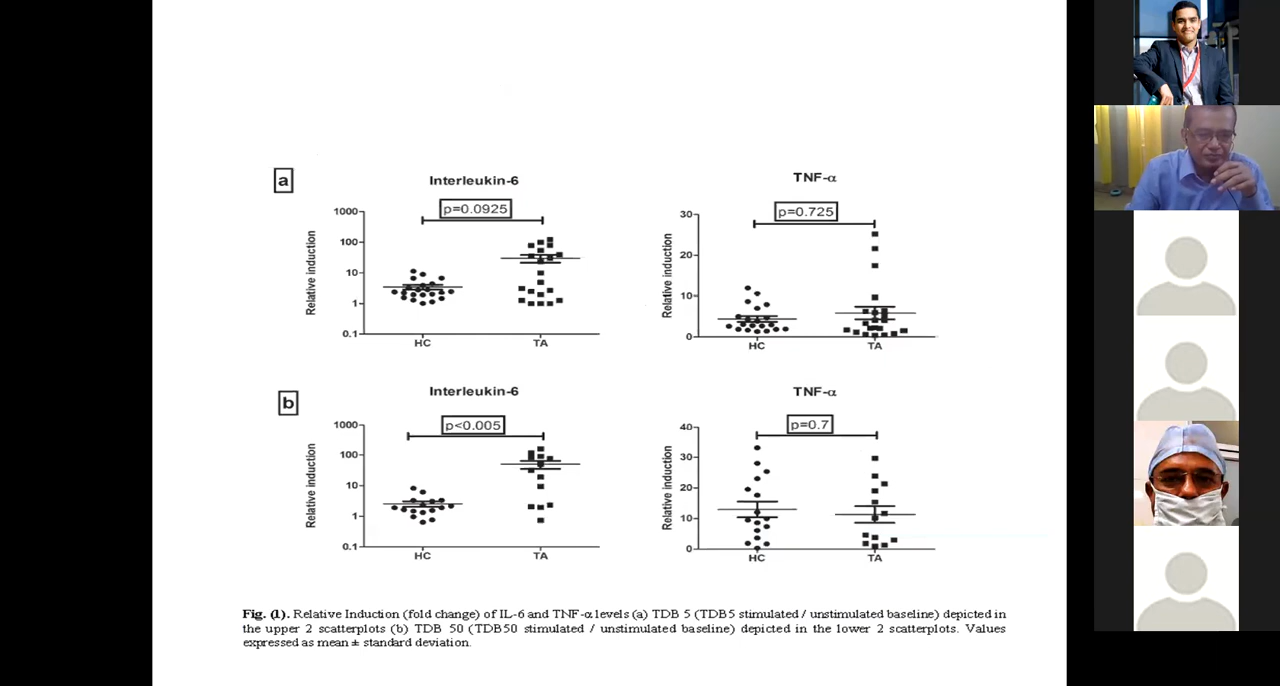 a
Interleukin-6
p=0.0925
Relative induction
1000
100
10
1
0.1
HC
TA
TNF-α
p=0.725
Relative induction
30
20
10
0
HC
TA
b
Interleukin-6
p<0.005
Relative induction
1000
100
10
1
0.1
HC
TA
TNF-α
p=0.7
Relative induction
40
30
20
10
0
HC
TA
Fig. (1). Relative Induction (fold change) of IL-6 and TNF-α levels (a) TDB 5 (TDB5 stimulated / unstimulated baseline) depicted in
the upper 2 scatterplots (b) TDB 50 (TDB50 stimulated / unstimulated baseline) depicted in the lower 2 scatterplots. Values
expressed as mean ± standard deviation.